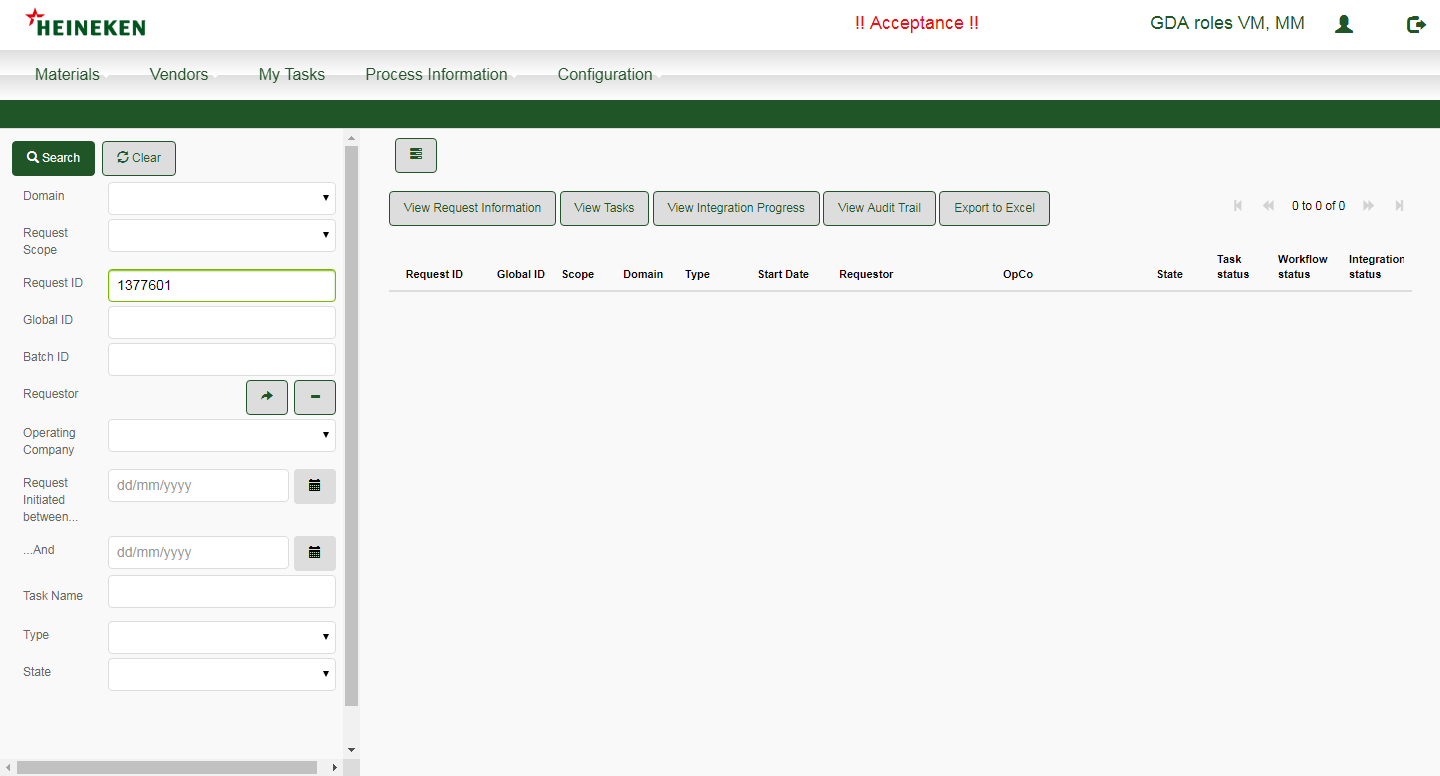 HEINEKEN
!! Acceptance !!
GDA roles VM, MM
Materials Vendors My Tasks Process Information Configuration
Search Clear
Domain
Request
Scope
Request ID 1377601
Global ID
Batch ID
Requestor
Operating
Company
Request
Initiated
between...
dd/mm/yyyy
...And
dd/mm/yyyy
Task Name
Type
State
View Request Information View Tasks View Integration Progress View Audit Trail Export to Excel
0 to 0 of 0
Request ID Global ID Scope Domain Type Start Date Requestor OpCo State Task status Workflow status Integration status